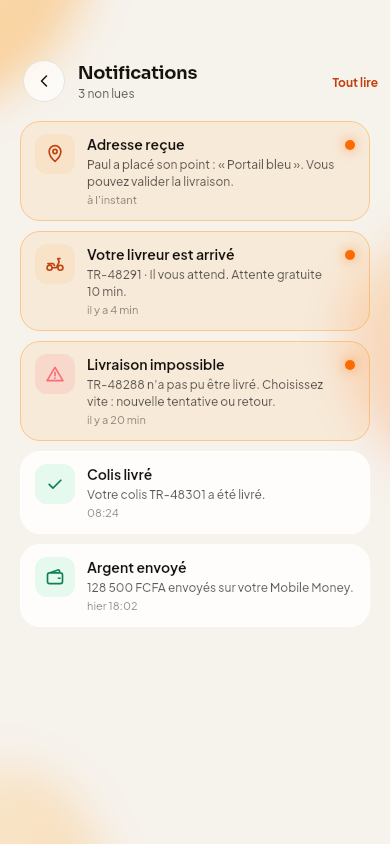 Notifications
3 non lues
Tout lire
Adresse reçue
Paul a placé son point : « Portail bleu ». Vous
pouvez valider la livraison.
à l'instant
Votre livreur est arrivé
TR-48291 · Il vous attend. Attente gratuite
10 min.
il y a 4 min
Livraison impossible
TR-48288 n'a pas pu être livré. Choisissez
vite : nouvelle tentative ou retour.
il y a 20 min
Colis livré
Votre colis TR-48301 a été livré.
08:24
Argent envoyé
128 500 FCFA envoyés sur votre Mobile Money.
hier 18:02